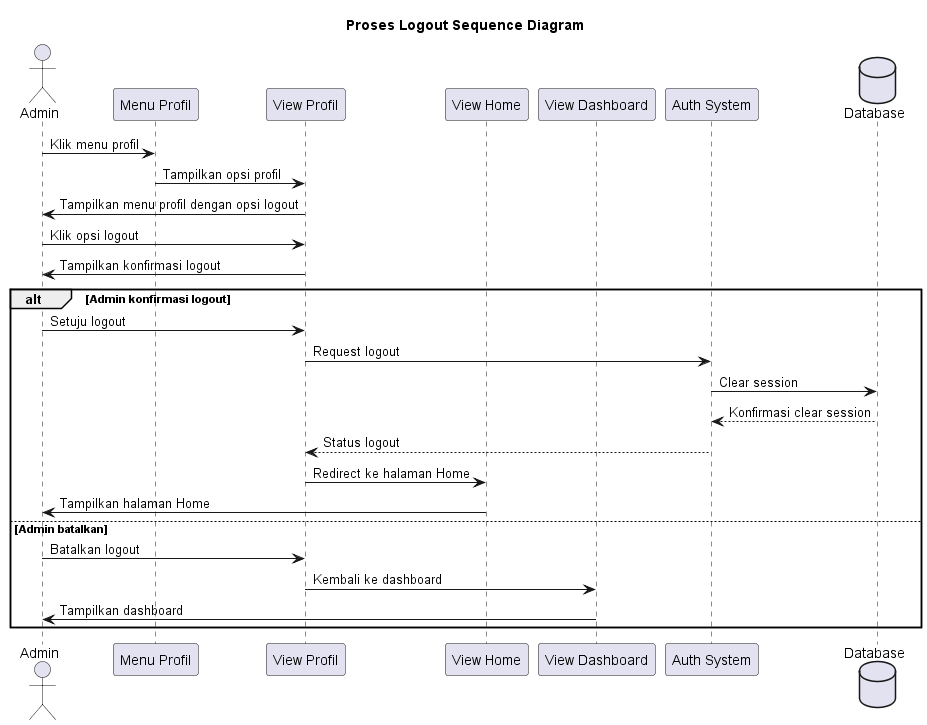 Proses Logout Sequence Diagram
Admin
Menu Profil
View Profil
View Home
View Dashboard
Auth System
Database
Klik menu profil
Tampilkan opsi profil
Tampilkan menu profil dengan opsi logout
Klik opsi logout
Tampilkan konfirmasi logout
alt
[Admin konfirmasi logout]
Setuju logout
Request logout
Clear session
Konfirmasi clear session
Status logout
Redirect ke halaman Home
Tampilkan halaman Home
[Admin batalkan]
Batalkan logout
Kembali ke dashboard
Tampilkan dashboard
Admin
Menu Profil
View Profil
View Home
View Dashboard
Auth System
Database